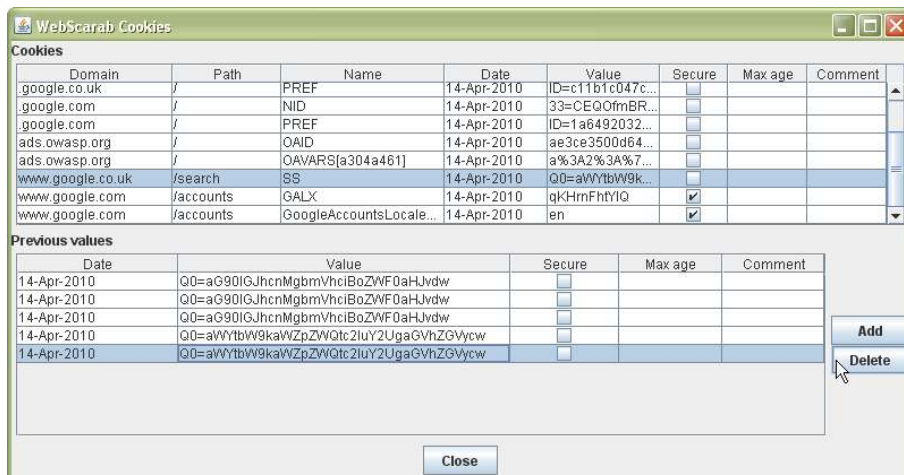 WebScarab Cookies
Cookies
Domain Path Name Date Value Secure Max age Comment
.google.co.uk / PREF 14-Apr-2010 ID=c11b1c047c...
.google.com / NID 14-Apr-2010 33=CEQOfmBR...
.google.com / PREF 14-Apr-2010 ID=1a6492032...
ads.owasp.org / OAID 14-Apr-2010 ae3ce3500d64...
ads.owasp.org / OAVARS[a304a461] 14-Apr-2010 a%3A2%3A%7...
www.google.co.uk /search SS 14-Apr-2010 Q0=aWYtbW9k...
www.google.com /accounts GALX 14-Apr-2010 qKHrnFhfYIQ
www.google.com /accounts GoogleAccountsLocale... 14-Apr-2010 en
Previous values
Date Value Secure Max age Comment
14-Apr-2010 Q0=aG90IGJhcnMgbmVhciBoZWF0aHJvdw
14-Apr-2010 Q0=aG90IGJhcnMgbmVhciBoZWF0aHJvdw
14-Apr-2010 Q0=aG90IGJhcnMgbmVhciBoZWF0aHJvdw
14-Apr-2010 Q0=aWYtbW9kaWZpZWQtc2luY2UgaGVhZGVycw
14-Apr-2010 Q0=aWYtbW9kaWZpZWQtc2luY2UgaGVhZGVycw
Add
Delete
Close